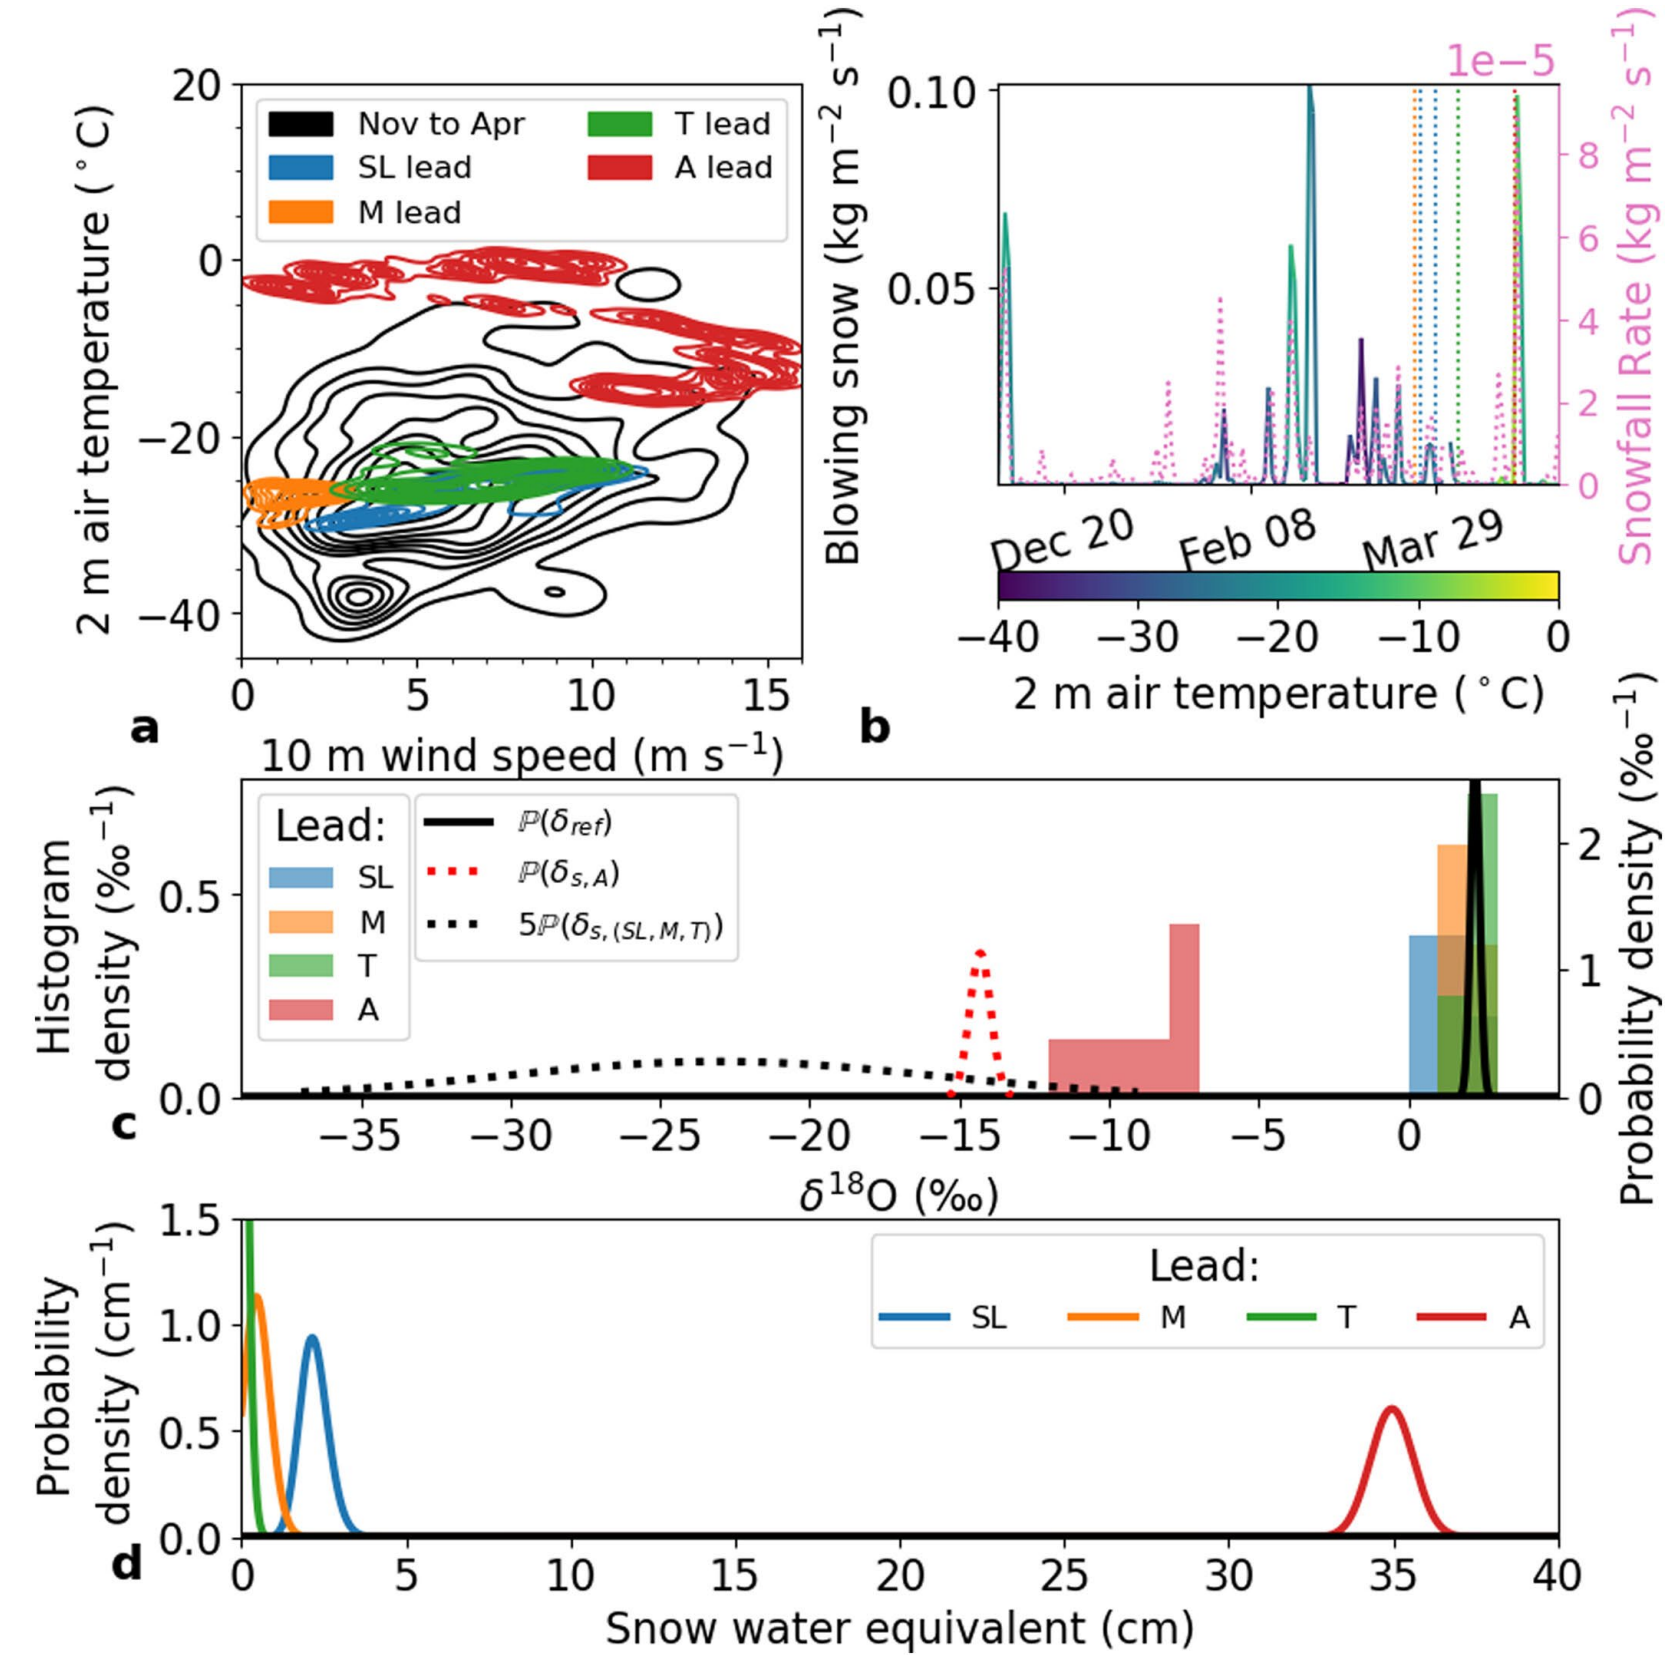 2 m air temperature (°C)
20
0
−20
−40
Nov to Apr
SL lead
M lead
T lead
A lead
0 5 10 15
10 m wind speed (m s⁻¹)
a
Blowing snow (kg m⁻² s⁻¹)
0.10
0.05
1e−5
8
6
4
2
0
Snowfall Rate (kg m⁻² s⁻¹)
Dec 20 Feb 08 Mar 29
−40 −30 −20 −10 0
2 m air temperature (°C)
b
Histogram
density (‰⁻¹)
0.5
0.0
Lead:
SL
M
T
A
ℙ(δref)
ℙ(δs,A)
5ℙ(δs,(SL,M,T))
2
1
0
Probability density (‰⁻¹)
c
−35 −30 −25 −20 −15 −10 −5 0
δ¹⁸O (‰)
Probability
density (cm⁻¹)
1.5
1.0
0.5
0.0
Lead:
SL M T A
d
0 5 10 15 20 25 30 35 40
Snow water equivalent (cm)